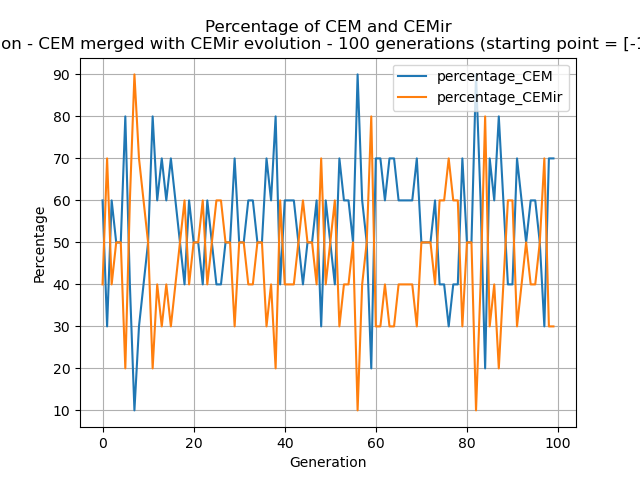 Percentage of CEM and CEMir
on - CEM merged with CEMir evolution - 100 generations (starting point = [-1
percentage_CEM
percentage_CEMir
Percentage
90
80
70
60
50
40
30
20
10
0 20 40 60 80 100
Generation